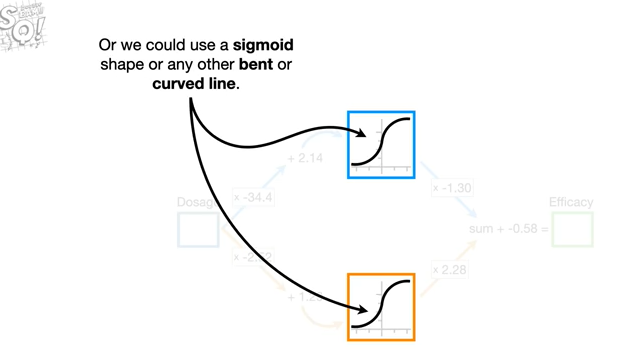 Or we could use a sigmoid
shape or any other bent or
curved line.
+ 2.14
x -34.4
x -1.30
Efficacy
sum + -0.58 =
x 2.28